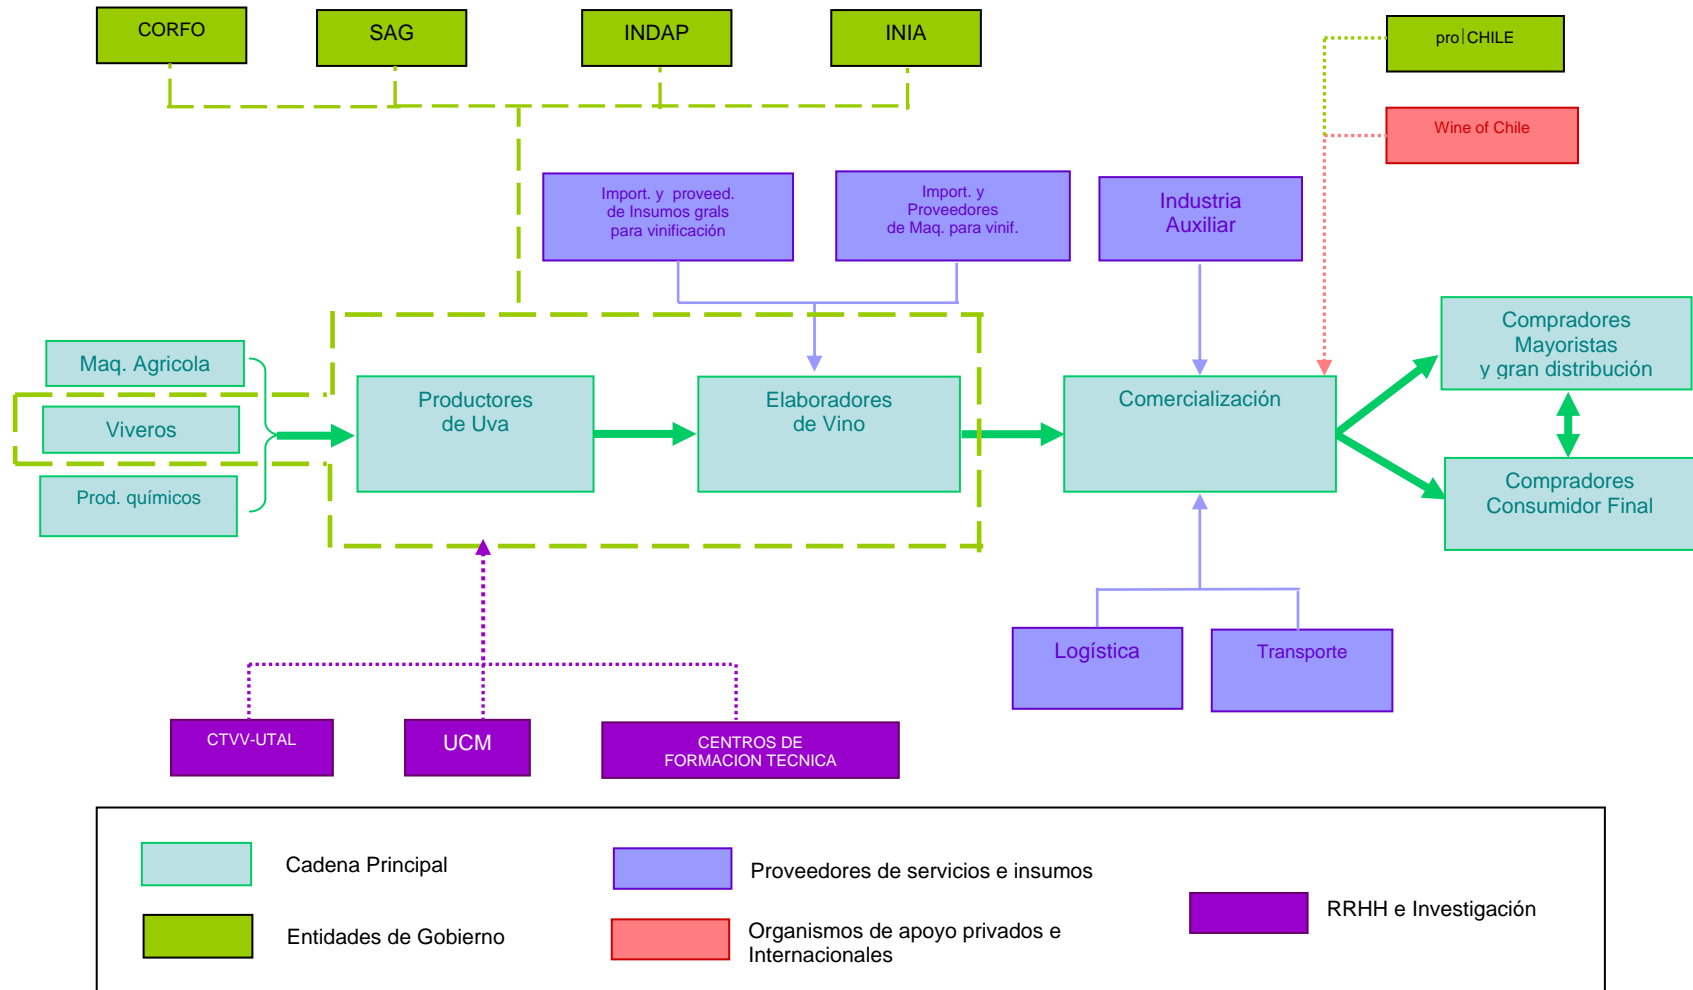 CORFO
SAG
INDAP
INIA
pro|CHILE
Wine of Chile
Import. y proveed.
de Insumos grals
para vinificación
Import. y
Proveedores
de Maq. para vinif.
Industria
Auxiliar
Compradores
Mayoristas
y gran distribución
Maq. Agricola
Viveros
Prod. químicos
Productores
de Uva
Elaboradores
de Vino
Comercialización
Compradores
Consumidor Final
Logística
Transporte
CTVV-UTAL
UCM
CENTROS DE
FORMACION TECNICA
Cadena Principal
Proveedores de servicios e insumos
RRHH e Investigación
Entidades de Gobierno
Organismos de apoyo privados e
Internacionales